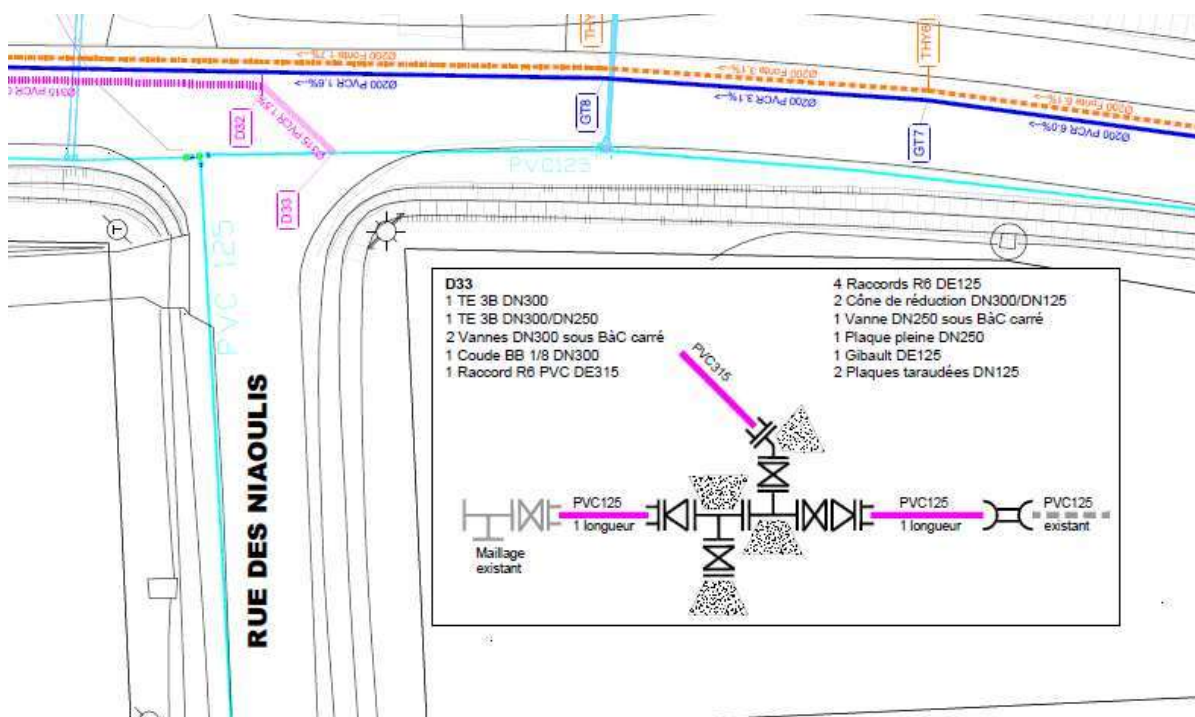 THY6
Ø200 Fonte 1.7%->
Ø200 Fonte 3.1%->
Ø200 Fonte 6.1%
Ø200 PVCR 1.6%->
Ø200 PVCR 3.1%->
Ø200 PVCR 6.0%->
Ø315 PVCR 1.5%
D32
GT8
GT7
D33
PVC125
PVC 125
T
RUE DES NIAOULIS
D33
1 TE 3B DN300
1 TE 3B DN300/DN250
2 Vannes DN300 sous BàC carré
1 Coude BB 1/8 DN300
1 Raccord R6 PVC DE315
4 Raccords R6 DE125
2 Cône de réduction DN300/DN125
1 Vanne DN250 sous BàC carré
1 Plaque pleine DN250
1 Gibault DE125
2 Plaques taraudées DN125
PVC315
PVC125
1 longueur
PVC125
1 longueur
PVC125
existant
Maillage
existant